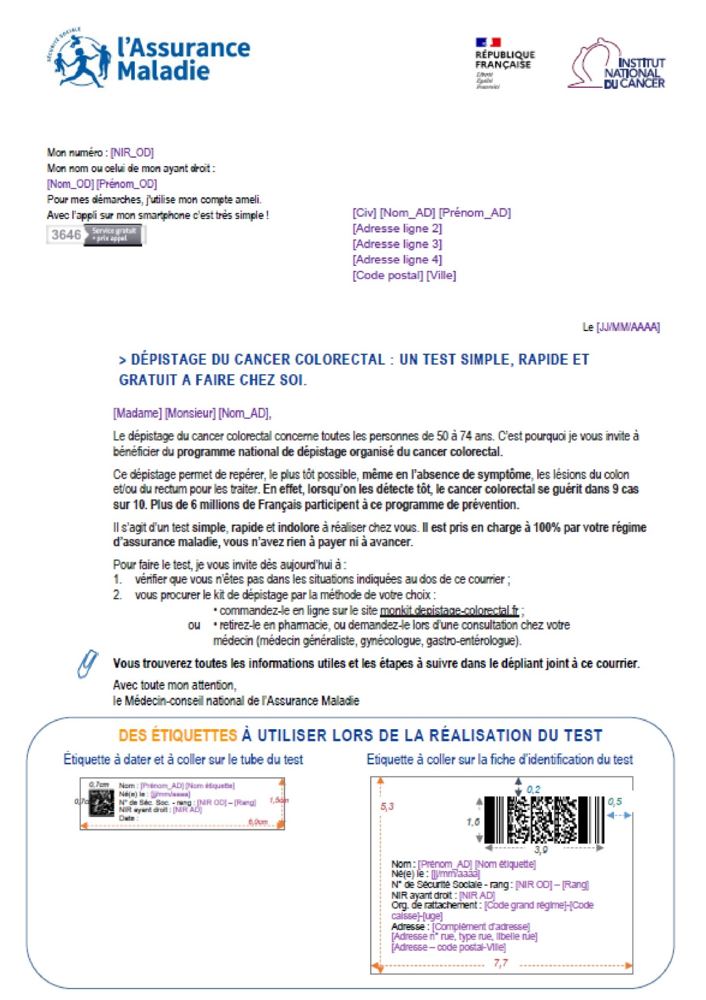 SÉCURITÉ SOCIALE
l'Assurance
Maladie
RÉPUBLIQUE
FRANÇAISE
Liberté
Égalité
Fraternité
INSTITUT
NATIONAL
DU CANCER
Mon numéro : [NIR_OD]
Mon nom ou celui de mon ayant droit :
[Nom_OD] [Prénom_OD]
Pour mes démarches, j'utilise mon compte ameli.
Avec l'appli sur mon smartphone c'est très simple !
3646 Service gratuit
+ prix appel
[Civ] [Nom_AD] [Prénom_AD]
[Adresse ligne 2]
[Adresse ligne 3]
[Adresse ligne 4]
[Code postal] [Ville]
Le [JJ/MM/AAAA]
> DÉPISTAGE DU CANCER COLORECTAL : UN TEST SIMPLE, RAPIDE ET
GRATUIT A FAIRE CHEZ SOI.
[Madame] [Monsieur] [Nom_AD],
Le dépistage du cancer colorectal concerne toutes les personnes de 50 à 74 ans. C'est pourquoi je vous invite à
bénéficier du programme national de dépistage organisé du cancer colorectal.
Ce dépistage permet de repérer, le plus tôt possible, même en l'absence de symptôme, les lésions du colon
et/ou du rectum pour les traiter. En effet, lorsqu'on les détecte tôt, le cancer colorectal se guérit dans 9 cas
sur 10. Plus de 6 millions de Français participent à ce programme de prévention.
Il s'agit d'un test simple, rapide et indolore à réaliser chez vous. Il est pris en charge à 100% par votre régime
d'assurance maladie, vous n'avez rien à payer ni à avancer.
Pour faire le test, je vous invite dès aujourd'hui à :
1. vérifier que vous n'êtes pas dans les situations indiquées au dos de ce courrier ;
2. vous procurer le kit de dépistage par la méthode de votre choix :
• commandez-le en ligne sur le site monkit.depistage-colorectal.fr ;
ou • retirez-le en pharmacie, ou demandez-le lors d'une consultation chez votre
médecin (médecin généraliste, gynécologue, gastro-entérologue).
Vous trouverez toutes les informations utiles et les étapes à suivre dans le dépliant joint à ce courrier.
Avec toute mon attention,
le Médecin-conseil national de l'Assurance Maladie
DES ÉTIQUETTES À UTILISER LORS DE LA RÉALISATION DU TEST
Étiquette à dater et à coller sur le tube du test
0,7cm
0,7c
Nom : [Prénom_AD] [Nom étiquette]
Né(e) le : [jj/mm/aaaa]
N° de Séc. Soc. - rang : [NIR OD] – [Rang]
NIR ayant droit : [NIR AD]
Date :
1,5cm
6,0cm
Etiquette à coller sur la fiche d'identification du test
0,2
5,3
0,5
1,6
3,9
Nom : [Prénom_AD] [Nom étiquette]
Né(e) le : [jj/mm/aaaa]
N° de Sécurité Sociale - rang : [NIR OD] – [Rang]
NIR ayant droit : [NIR AD]
Org. de rattachement : [Code grand régime]-[Code
caisse]-[uge]
Adresse : [Complément d'adresse]
[Adresse n° rue, type rue, libelle rue]
[Adresse – code postal-Ville]
7,7